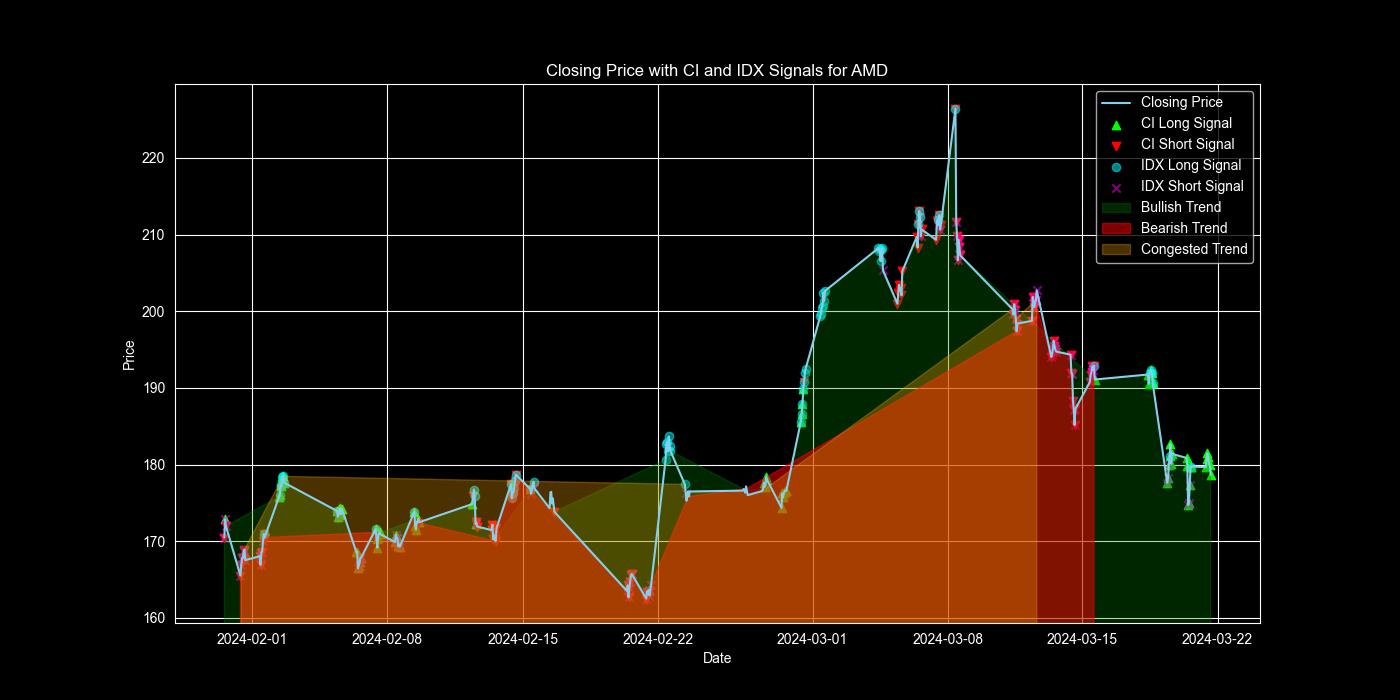 Closing Price with CI and IDX Signals for AMD
Closing Price
CI Long Signal
CI Short Signal
IDX Long Signal
IDX Short Signal
Bullish Trend
Bearish Trend
Congested Trend
Price
220
210
200
190
180
170
160
2024-02-01
2024-02-08
2024-02-15
2024-02-22
2024-03-01
2024-03-08
2024-03-15
2024-03-22
Date